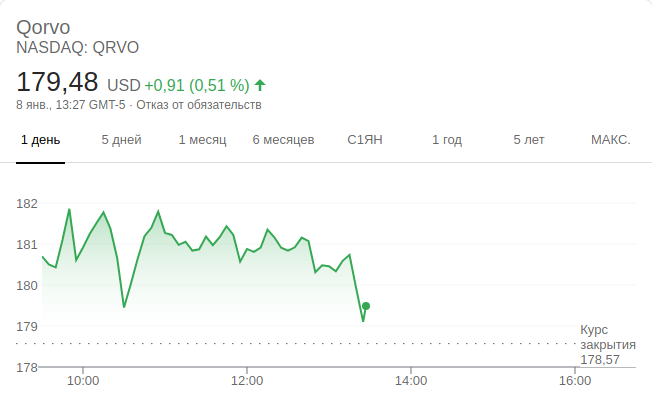 Qorvo
NASDAQ: QRVO
179,48 USD +0,91 (0,51 %)
8 янв., 13:27 GMT-5 · Отказ от обязательств
1 день 5 дней 1 месяц 6 месяцев С1ЯН 1 год 5 лет МАКС.
182
181
180
179
Курс
закрытия
178,57
178
10:00 12:00 14:00 16:00